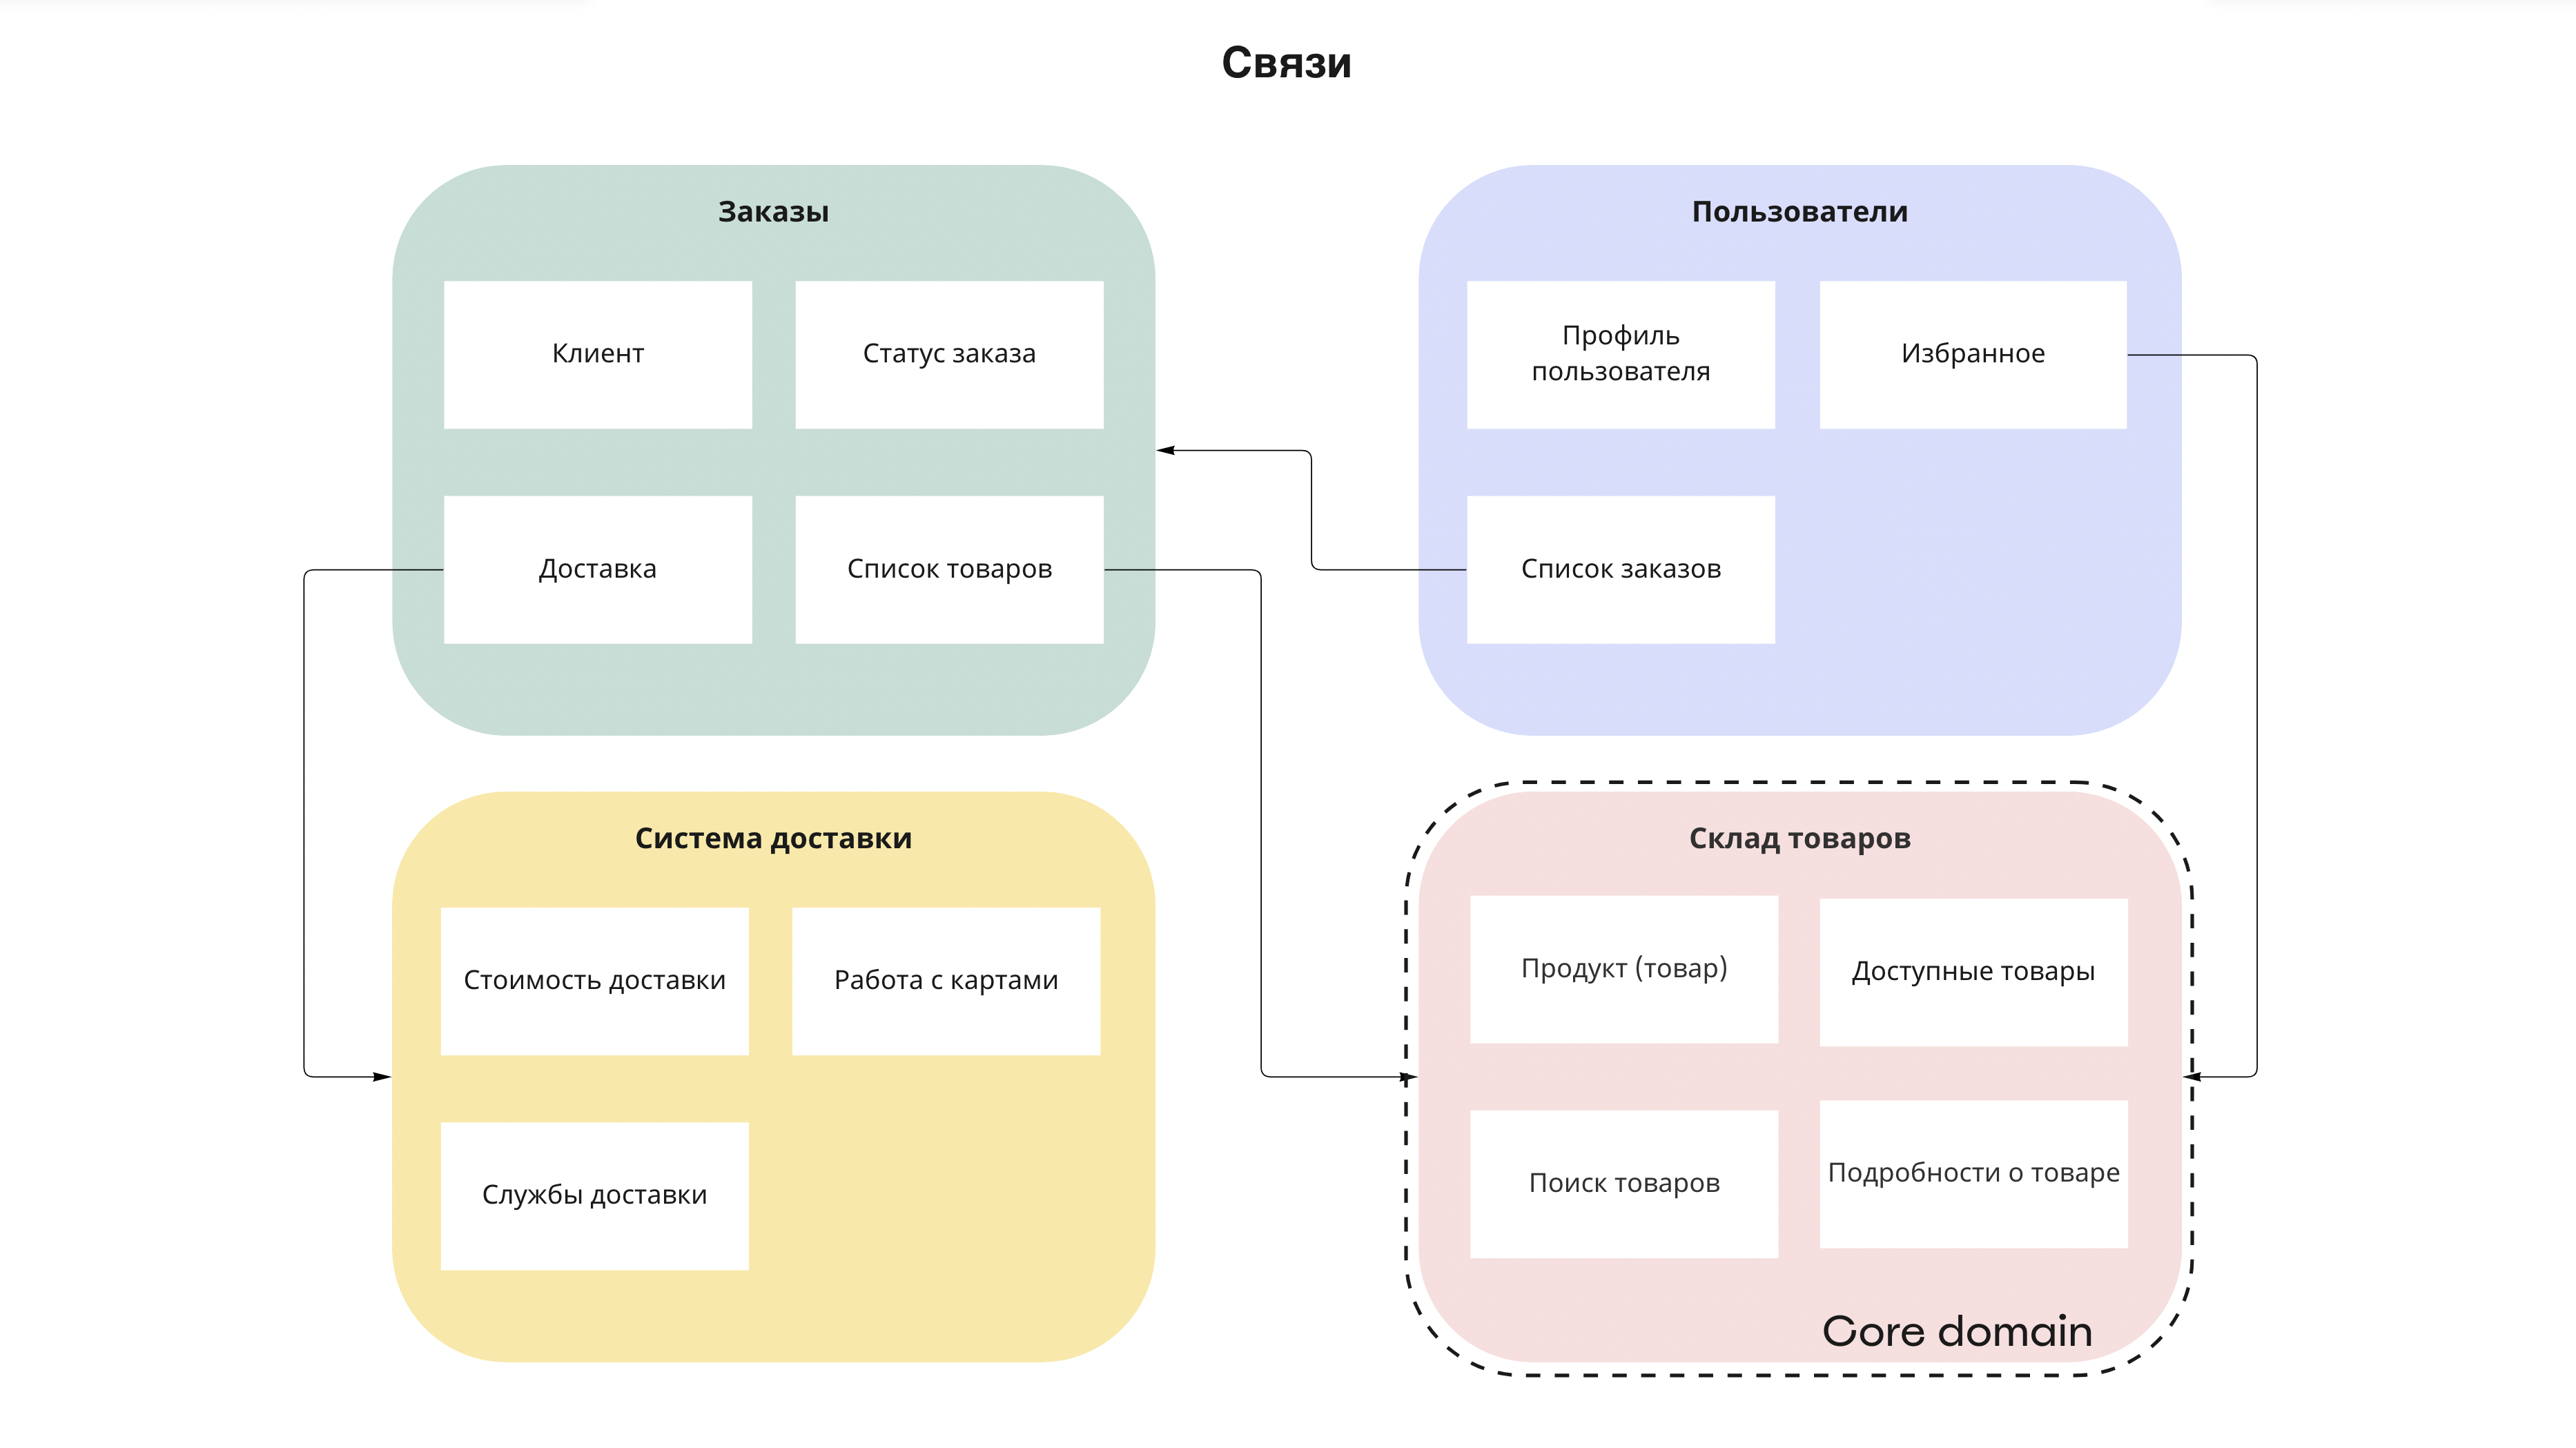 Связи
Заказы
Клиент
Статус заказа
Доставка
Список товаров
Пользователи
Профиль
пользователя
Избранное
Список заказов
Система доставки
Стоимость доставки
Работа с картами
Службы доставки
Склад товаров
Продукт (товар)
Доступные товары
Поиск товаров
Подробности о товаре
Core domain